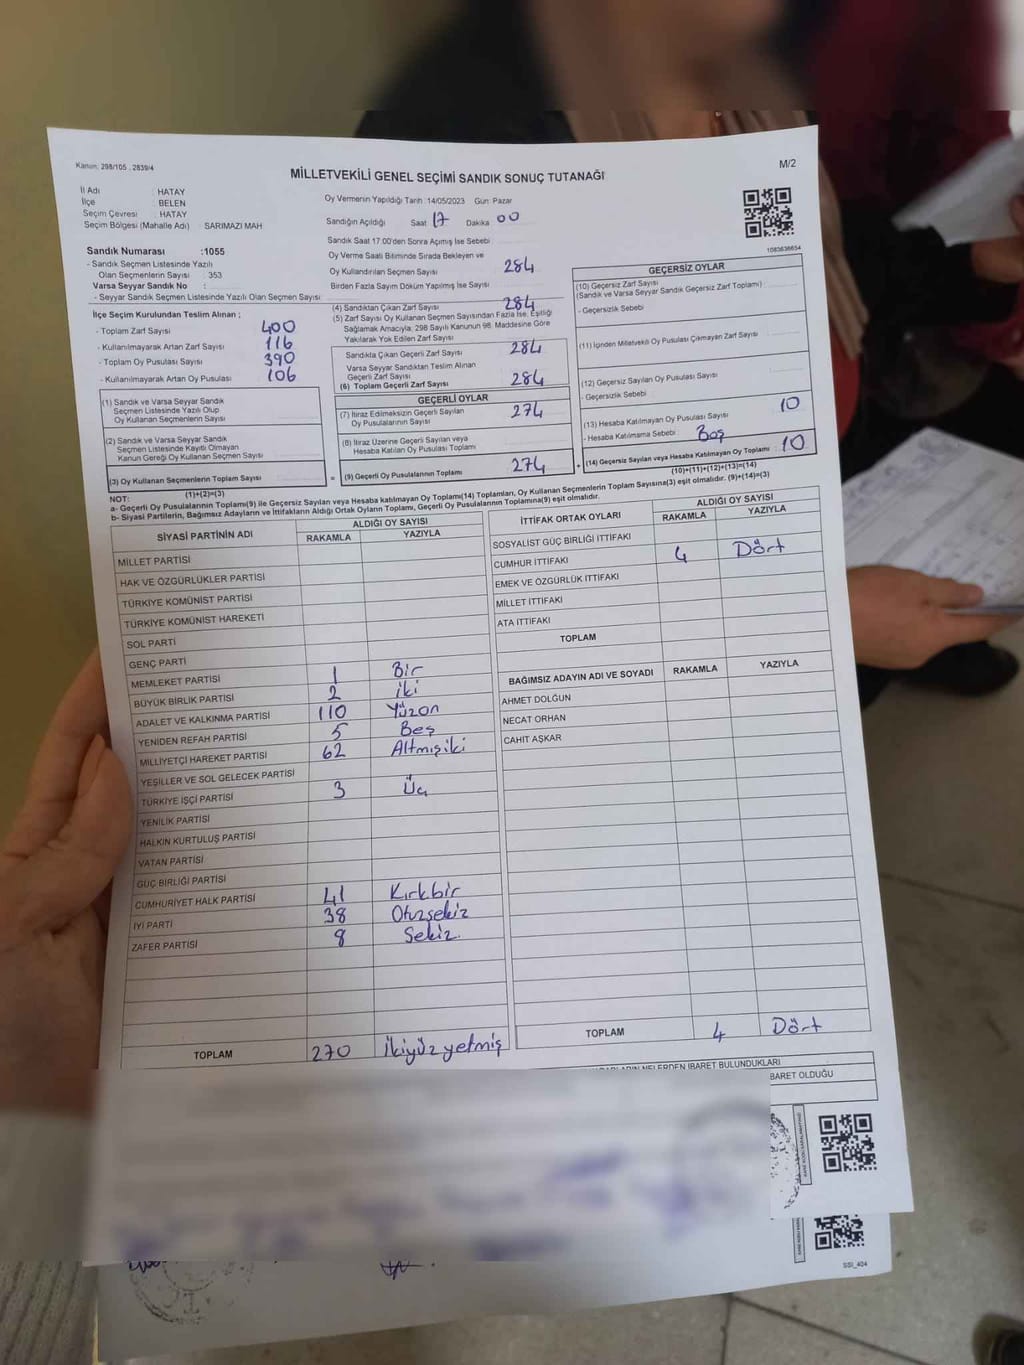 Kanun: 298/105 , 2839/4
M/2
MİLLETVEKİLİ GENEL SEÇİMİ SANDIK SONUÇ TUTANAĞI
İl Adı : HATAY
İlçe : BELEN
Seçim Çevresi : HATAY
Seçim Bölgesi (Mahalle Adı) : SARIMAZI MAH
Oy Vermenin Yapıldığı Tarih :14/05/2023 Gün: Pazar
Sandığın Açıldığı Saat 17 Dakika 00
Sandık Saat 17.00'den Sonra Açımış İse Sebebi :
Sandık Numarası :1055
- Sandık Seçmen Listesinde Yazılı
Olan Seçmenlerin Sayısı : 353
Varsa Seyyar Sandık No :
- Seyyar Sandık Seçmen Listesinde Yazılı Olan Seçmen Sayısı :
Oy Verme Saati Bitiminde Sırada Bekleyen ve
Oy Kullandırılan Seçmen Sayısı 284
Birden Fazla Sayım Döküm Yapılmış İse Sayısı :
1083636654
İlçe Seçim Kurulundan Teslim Alınan ;
- Toplam Zarf Sayısı : 400
- Kullanılmayarak Artan Zarf Sayısı : 116
- Toplam Oy Pusulası Sayısı : 390
- Kullanılmayarak Artan Oy Pusulası : 106
(1) Sandık ve Varsa Seyyar Sandık
Seçmen Listesinde Yazılı Olup
Oy Kullanan Seçmenlerin Sayısı :
(2) Sandık ve Varsa Seyyar Sandık
Seçmen Listesinde Kayıtlı Olmayan
Kanun Gereği Oy Kullanan Seçmen Sayısı :
(3) Oy Kullanan Seçmenlerin Toplam Sayısı :
(1)+(2)=(3)
(4) Sandıktan Çıkan Zarf Sayısı : 284
(5) Zarf Sayısı Oy Kullanan Seçmen Sayısından Fazla İse, Eşitliği
Sağlamak Amacıyla, 298 Sayılı Kanunun 98. Maddesine Göre
Yakılarak Yok Edilen Zarf Sayısı :
Sandıkta Çıkan Geçerli Zarf Sayısı : 284
Varsa Seyyar Sandıktan Teslim Alınan
Geçerli Zarf Sayısı :
(6) Toplam Geçerli Zarf Sayısı : 284
GEÇERLİ OYLAR
(7) İtiraz Edilmeksizin Geçerli Sayılan
Oy Pusulalarının Sayısı : 274
(8) İtiraz Üzerine Geçerli Sayılan veya
Hesaba Katılan Oy Pusulası Toplamı :
= (9) Geçerli Oy Pusulalarının Toplamı : 274 +
GEÇERSİZ OYLAR
(10) Geçersiz Zarf Sayısı
(Sandık ve Varsa Seyyar Sandık Geçersiz Zarf Toplamı) :
- Geçersizlik Sebebi :
(11) İçinden Milletvekili Oy Pusulası Çıkmayan Zarf Sayısı :
(12) Geçersiz Sayılan Oy Pusulası Sayısı :
- Geçersizlik Sebebi :
(13) Hesaba Katılmayan Oy Pusulası Sayısı : 10
- Hesaba Katılmama Sebebi : Boş
(14) Geçersiz Sayılan veya Hesaba Katılmayan Oy Toplamı : 10
(10)+(11)+(12)+(13)=(14)
NOT:
a- Geçerli Oy Pusulalarının Toplamı(9) ile Geçersiz Sayılan veya Hesaba katılmayan Oy Toplamı(14) Toplamları, Oy Kullanan Seçmenlerin Toplam Sayısına(3) eşit olmalıdır. (9)+(14)=(3)
b- Siyasi Partilerin, Bağımsız Adayların ve İttifakların Aldığı Ortak Oyların Toplamı, Geçerli Oy Pusulalarının Toplamına(9) eşit olmalıdır.
SİYASİ PARTİNİN ADI ALDIĞI OY SAYISI
RAKAMLA YAZIYLA
MİLLET PARTİSİ
HAK VE ÖZGÜRLÜKLER PARTİSİ
TÜRKİYE KOMÜNİST PARTİSİ
TÜRKİYE KOMÜNİST HAREKETİ
SOL PARTİ
GENÇ PARTİ
MEMLEKET PARTİSİ 1 Bir
BÜYÜK BİRLİK PARTİSİ 2 iki
ADALET VE KALKINMA PARTİSİ 110 Yüzon
YENİDEN REFAH PARTİSİ 5 Beş
MİLLİYETÇİ HAREKET PARTİSİ 62 Altmışiki
YEŞİLLER VE SOL GELECEK PARTİSİ
TÜRKİYE İŞÇİ PARTİSİ 3 Üç
YENİLİK PARTİSİ
HALKIN KURTULUŞ PARTİSİ
VATAN PARTİSİ
GÜÇ BİRLİĞİ PARTİSİ
CUMHURİYET HALK PARTİSİ 41 Kırkbir
İYİ PARTİ 38 Otuzsekiz
ZAFER PARTİSİ 8 Sekiz
TOPLAM 270 İkiyüz yetmiş
İTTİFAK ORTAK OYLARI ALDIĞI OY SAYISI
RAKAMLA YAZIYLA
SOSYALİST GÜÇ BİRLİĞİ İTTİFAKI
CUMHUR İTTİFAKI 4 Dört
EMEK VE ÖZGÜRLÜK İTTİFAKI
MİLLET İTTİFAKI
ATA İTTİFAKI
TOPLAM
BAĞIMSIZ ADAYIN ADI VE SOYADI RAKAMLA YAZIYLA
AHMET DOLĞUN
NECAT ORHAN
CAHİT AŞKAR
TOPLAM 4 Dört
NELERDEN İBARET BULUNDUKLARI
BARET OLDUĞU
SSI_404